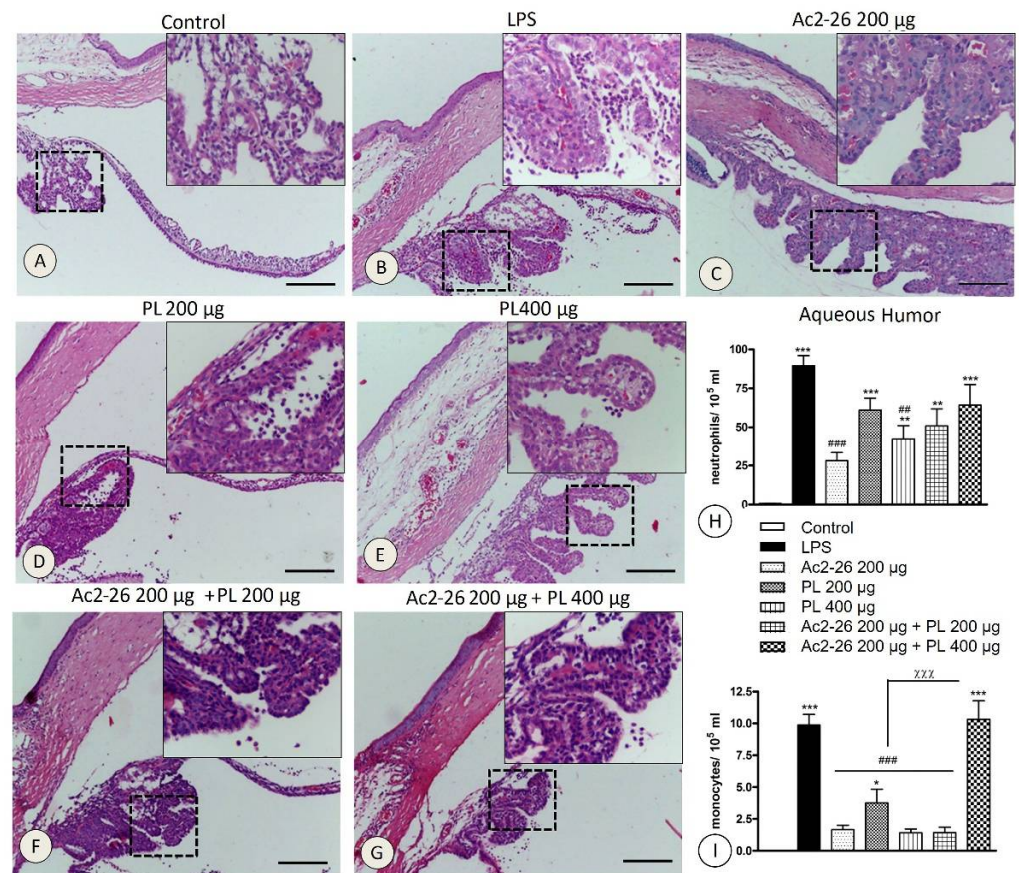 Control
LPS
Ac2-26 200 µg
A
B
C
PL 200 µg
PL400 µg
Aqueous Humor
D
E
100
75
50
25
0
neutrophils/ 10⁵ ml
***
###
***
##
**
**
***
H
Control
LPS
Ac2-26 200 µg
PL 200 µg
PL 400 µg
Ac2-26 200 µg + PL 200 µg
Ac2-26 200 µg + PL 400 µg
Ac2-26 200 µg +PL 200 µg
Ac2-26 200 µg + PL 400 µg
F
G
12.5
10.0
7.5
5.0
2.5
0.0
monocytes/ 10⁵ ml
***
###
*
χχχ
***
I